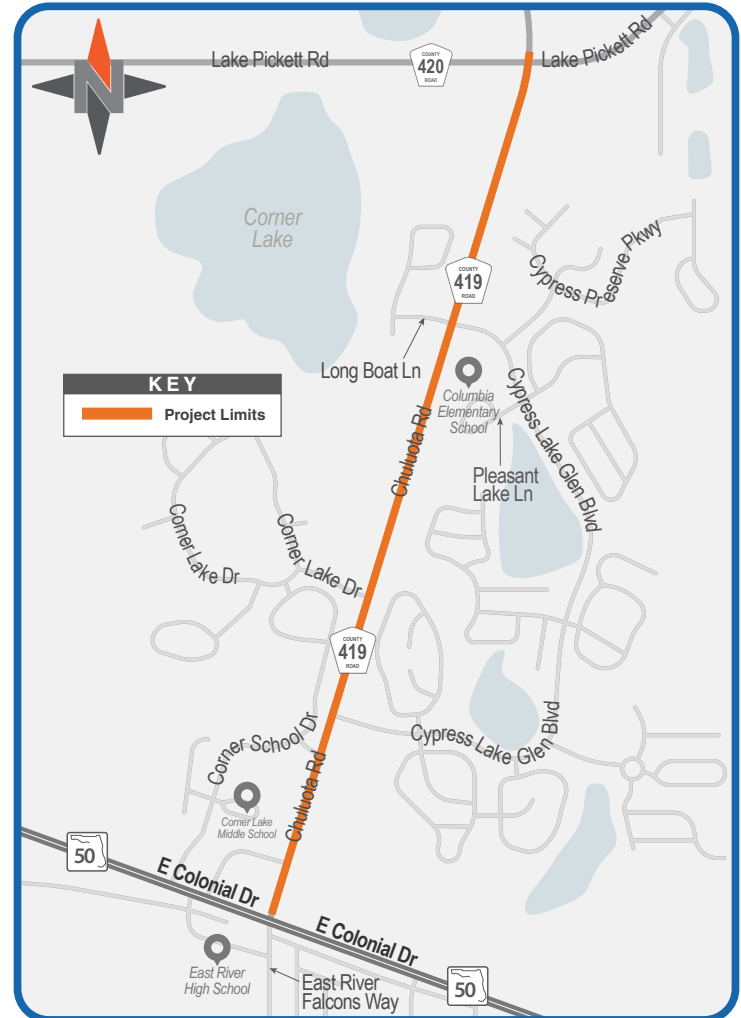 N
Lake Pickett Rd
COUNTY
420
ROAD
Lake Pickett Rd
Corner
Lake
COUNTY
419
ROAD
Cypress Preserve Pkwy
Long Boat Ln
KEY
Project Limits
Columbia
Elementary
School
Chuluota Rd
Cypress Lake Glen Blvd
Pleasant
Lake Ln
Corner Lake Dr
Corner Lake Dr
COUNTY
419
ROAD
Corner School Dr
Cypress Lake Glen Blvd
Chuluota Rd
Corner Lake
Middle School
50
E Colonial Dr
E Colonial Dr
East River
High School
East River
Falcons Way
50